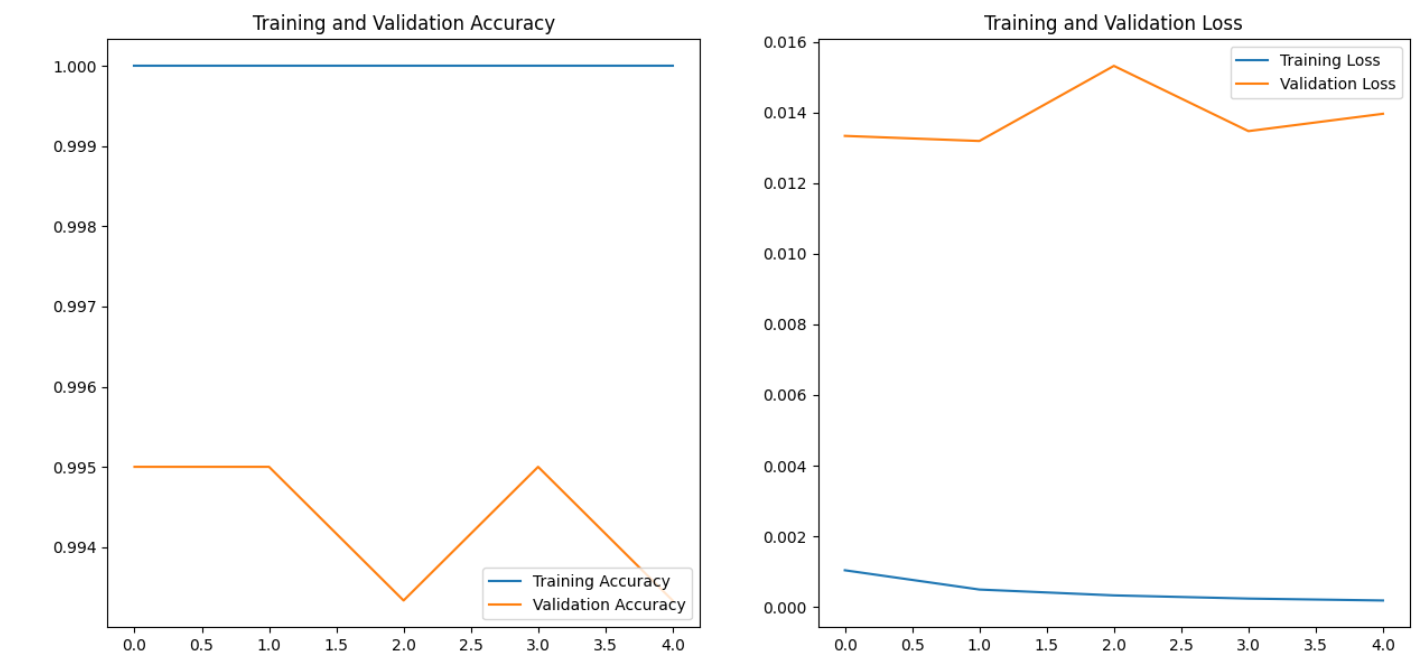 Training and Validation Accuracy
1.000
0.999
0.998
0.997
0.996
0.995
0.994
Training Accuracy
Validation Accuracy
0.0 0.5 1.0 1.5 2.0 2.5 3.0 3.5 4.0
Training and Validation Loss
0.016
0.014
0.012
0.010
0.008
0.006
0.004
0.002
0.000
Training Loss
Validation Loss
0.0 0.5 1.0 1.5 2.0 2.5 3.0 3.5 4.0